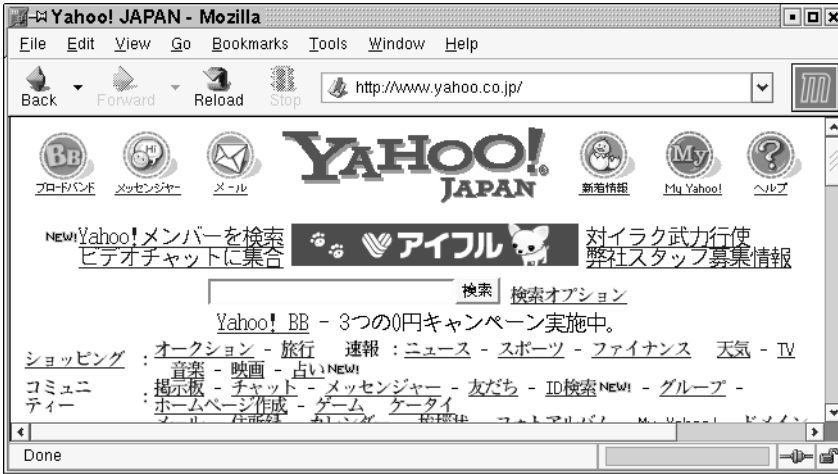 Yahoo! JAPAN - Mozilla
File Edit View Go Bookmarks Tools Window Help
Back Forward Reload Stop http://www.yahoo.co.jp/
BB Hi YAHOO! JAPAN My ?
ブロードバンド メッセンジャー メール 新着情報 My Yahoo! ヘルプ
NEW! Yahoo!メンバーを検索 アイフル 対イラク武力行使
ビデオチャットに集合 弊社スタッフ募集情報
検索 検索オプション
Yahoo! BB - 3つの0円キャンペーン実施中。
ショッピング : オークション - 旅行 速報 : ニュース - スポーツ - ファイナンス 天気 - TV
音楽 - 映画 - 占い NEW!
コミュニティー : 掲示板 - チャット - メッセンジャー - 友だち - ID検索 NEW! - グループ -
ホームページ作成 - ゲーム ケータイ
Done